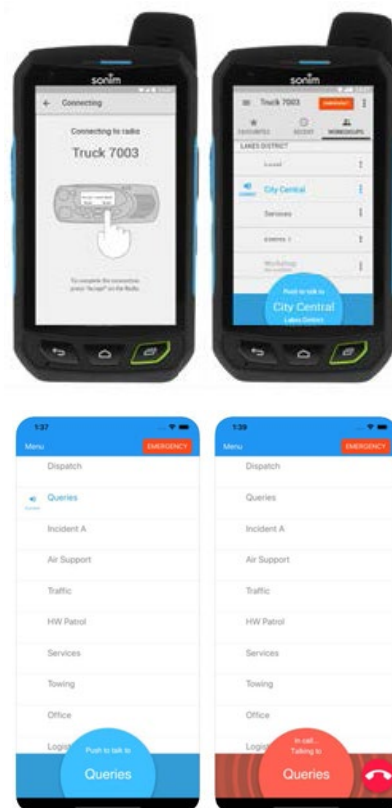 sonim
Connecting
Connecting to radio
Truck 7003
To complete the connection,
press "Accept" on the Radio.
sonim
Truck 7003
EMERGENCY
FAVOURITES
RECENT
WORKGROUPS
LAKES DISTRICT
Local
City Central
Services
Workshop
Push to talk to
City Central
Lakes District
1:37
Menu
EMERGENCY
Dispatch
Queries
Incident A
Air Support
Traffic
HW Patrol
Services
Towing
Office
Push to talk to
Queries
1:39
Menu
EMERGENCY
Dispatch
Queries
Incident A
Air Support
Traffic
HW Patrol
Services
Towing
Office
In call...
Talking to
Queries